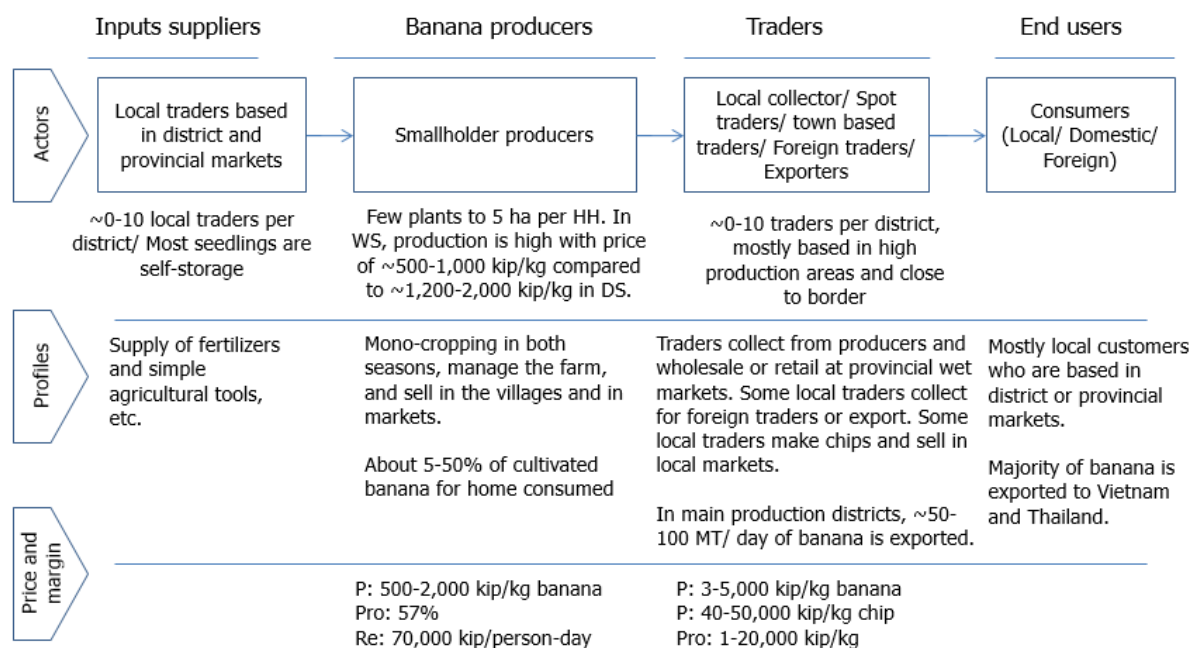 Inputs suppliers
Banana producers
Traders
End users
Actors
Local traders based
in district and
provincial markets
Smallholder producers
Local collector/ Spot
traders/ town based
traders/ Foreign traders/
Exporters
Consumers
(Local/ Domestic/
Foreign)
~0-10 local traders per
district/ Most seedlings are
self-storage
Few plants to 5 ha per HH. In
WS, production is high with price
of ~500-1,000 kip/kg compared
to ~1,200-2,000 kip/kg in DS.
~0-10 traders per district,
mostly based in high
production areas and close
to border
Profiles
Supply of fertilizers
and simple
agricultural tools,
etc.
Mono-cropping in both
seasons, manage the farm,
and sell in the villages and in
markets.
About 5-50% of cultivated
banana for home consumed
Traders collect from producers and
wholesale or retail at provincial wet
markets. Some local traders collect
for foreign traders or export. Some
local traders make chips and sell in
local markets.
In main production districts, ~50-
100 MT/ day of banana is exported.
Mostly local customers
who are based in
district or provincial
markets.
Majority of banana is
exported to Vietnam
and Thailand.
Price and
margin
P: 500-2,000 kip/kg banana
Pro: 57%
Re: 70,000 kip/person-day
P: 3-5,000 kip/kg banana
P: 40-50,000 kip/kg chip
Pro: 1-20,000 kip/kg